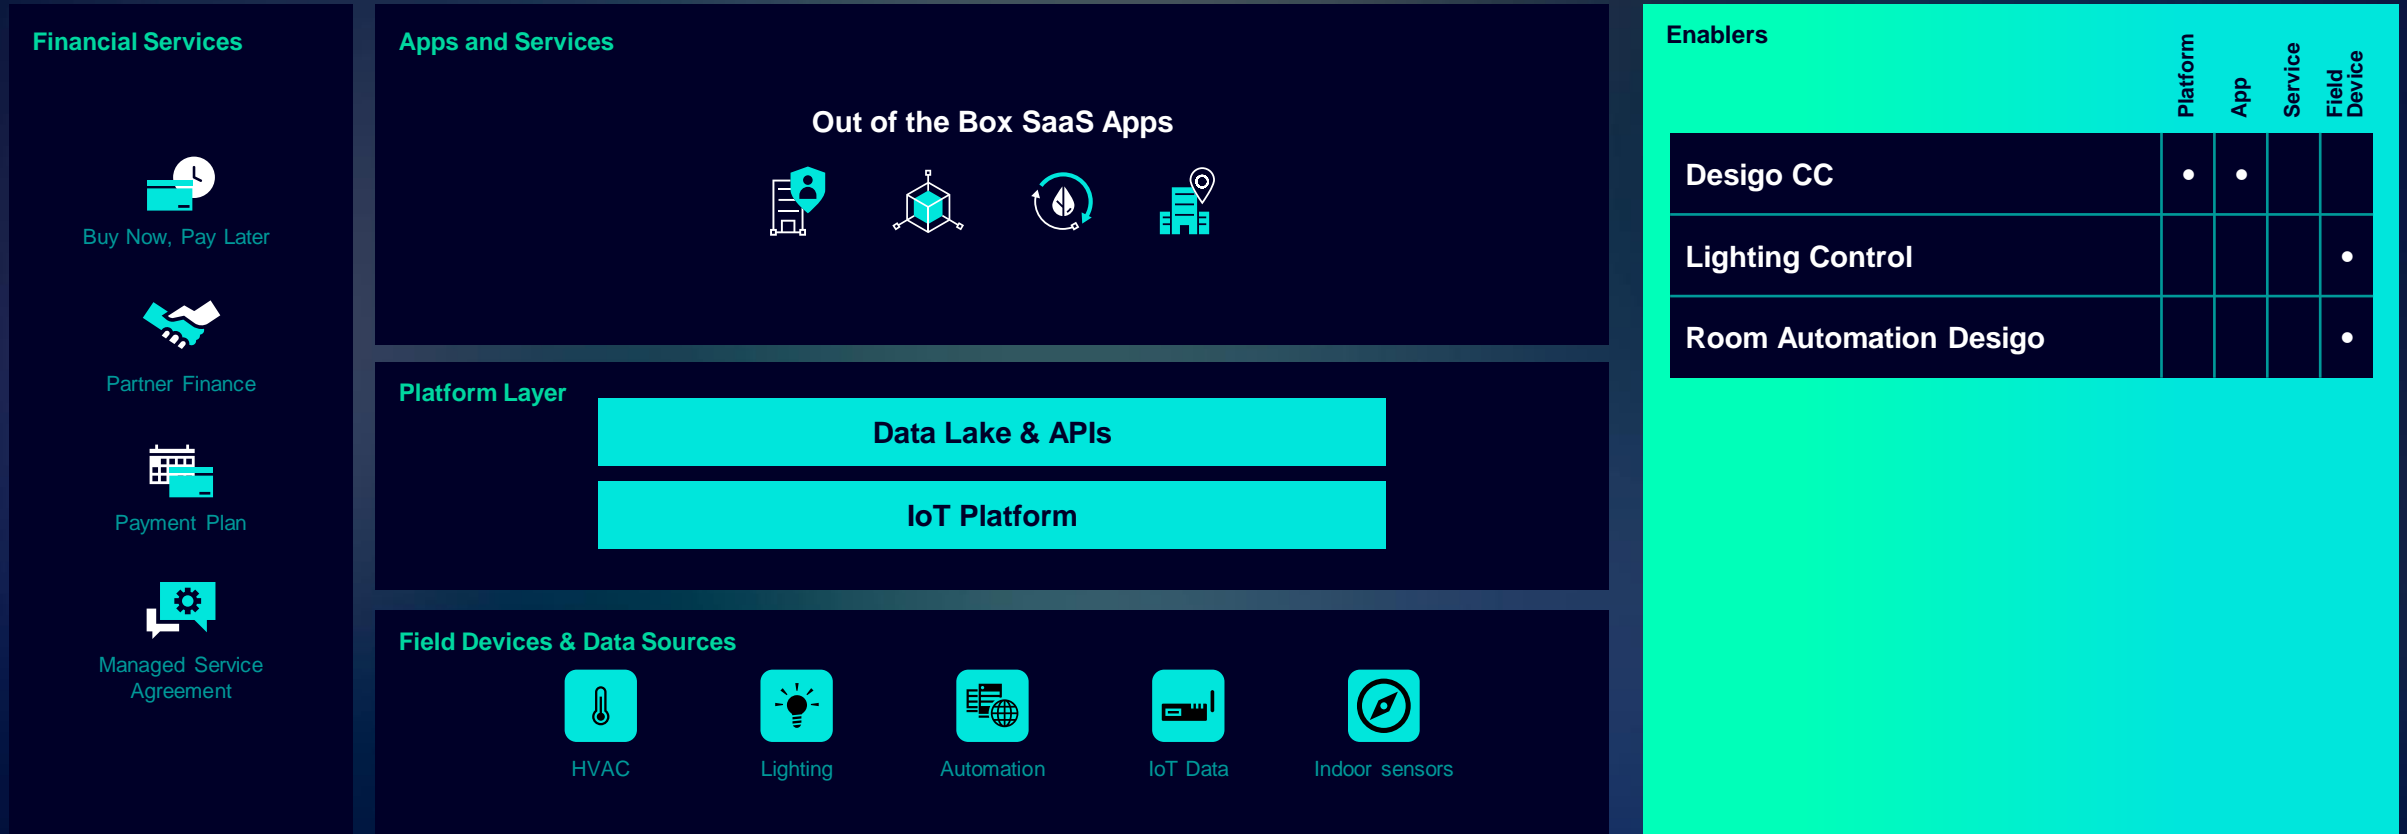 Financial Services
Buy Now, Pay Later
Partner Finance
Payment Plan
Managed Service
Agreement
Apps and Services
Out of the Box SaaS Apps
Platform Layer
Data Lake & APIs
IoT Platform
Field Devices & Data Sources
HVAC
Lighting
Automation
IoT Data
Indoor sensors
Enablers
Platform
App
Service
Field
Device
Desigo CC
Lighting Control
Room Automation Desigo